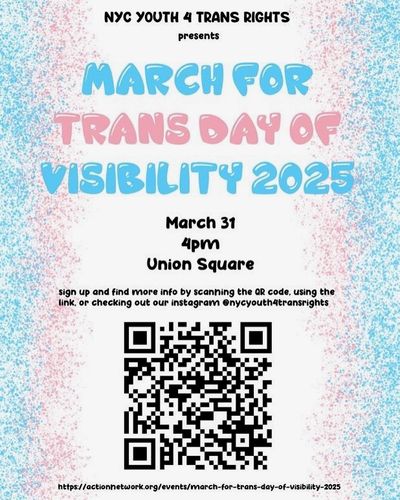 NYC YOUTH 4 TRANS RIGHTS
presents
MARCH FOR
TRANS DAY OF
VISIBILITY 2025
March 31
4pm
Union Square
sign up and find more info by scanning the QR code, using the
link, or checking out our instagram @nycyouth4transrights
https://actionnetwork.org/events/march-for-trans-day-of-visibility-2025